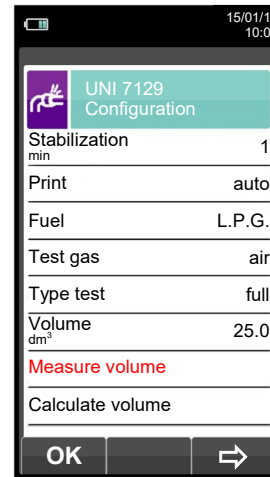 15/01/1
10:0
UNI 7129
Configuration
Stabilization 1
min
Print auto
Fuel L.P.G.
Test gas air
Type test full
Volume 25.0
dm³
Measure volume
Calculate volume
OK